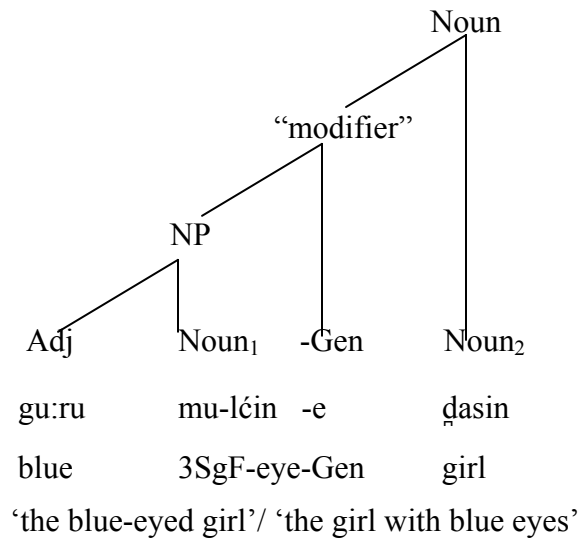 Noun
“modifier”
NP
Adj Noun₁ -Gen Noun₂
gu:ru mu-lćin -e d̪asin
blue 3SgF-eye-Gen girl
‘the blue-eyed girl’/ ‘the girl with blue eyes’